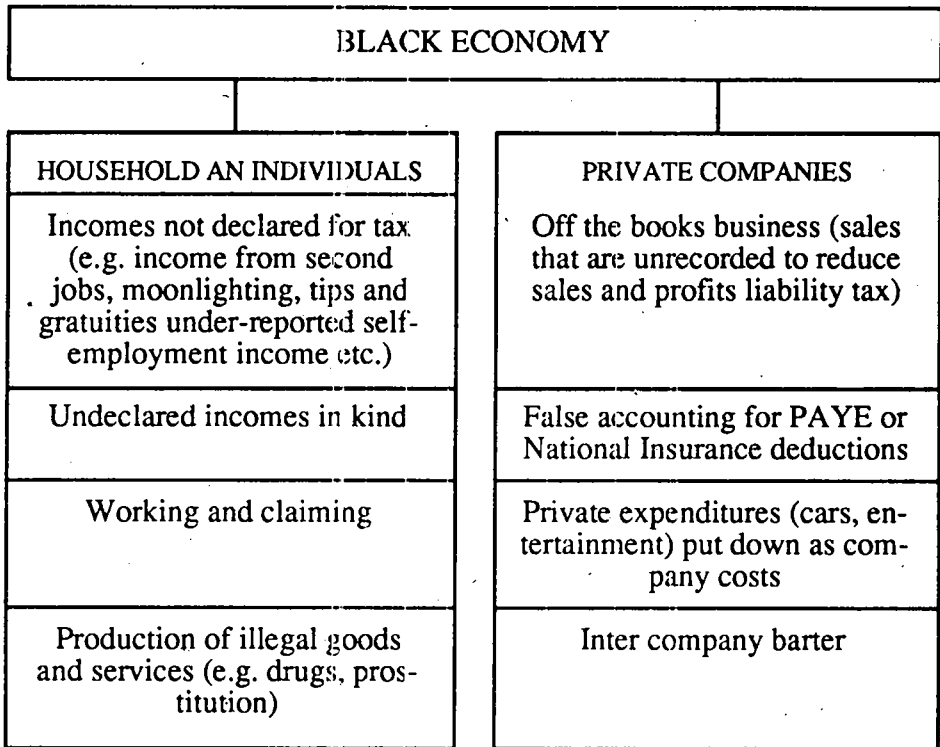 BLACK ECONOMY
HOUSEHOLD AN INDIVIDUALS
Incomes not declared for tax
(e.g. income from second
jobs, moonlighting, tips and
gratuities under-reported self-
employment income etc.)
Undeclared incomes in kind
Working and claiming
Production of illegal goods
and services (e.g. drugs, pros-
titution)
PRIVATE COMPANIES
Off the books business (sales
that are unrecorded to reduce
sales and profits liability tax)
False accounting for PAYE or
National Insurance deductions
Private expenditures (cars, en-
tertainment) put down as com-
pany costs
Inter company barter